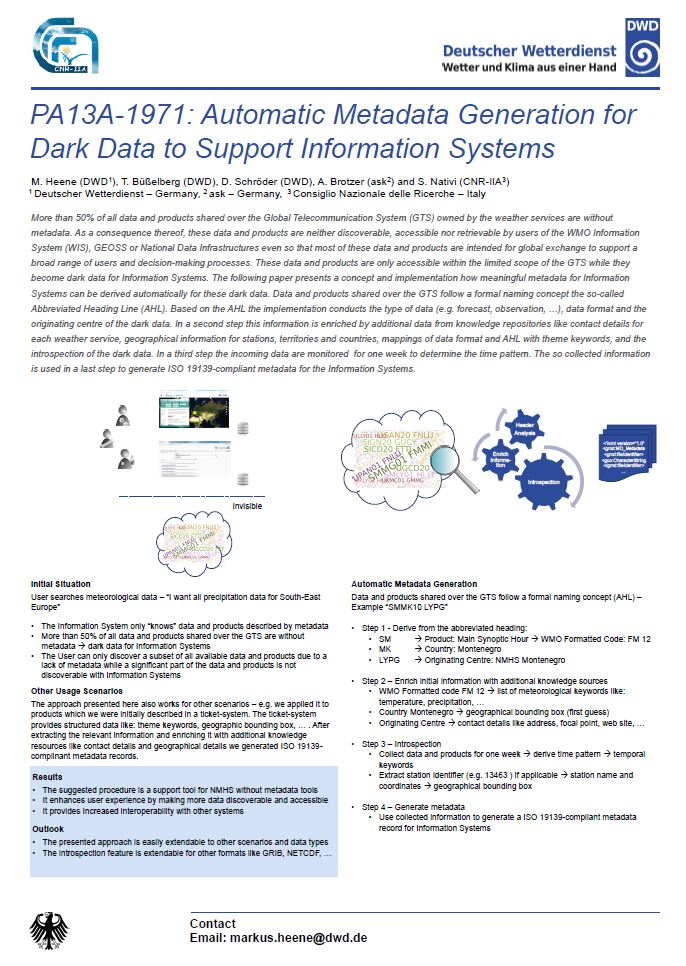 CNR-IIA
Deutscher Wetterdienst
Wetter und Klima aus einer Hand
DWD
PA13A-1971: Automatic Metadata Generation for
Dark Data to Support Information Systems
M. Heene (DWD¹), T. Büßelberg (DWD), D. Schröder (DWD), A. Brotzer (ask²) and S. Nativi (CNR-IIA³)
¹ Deutscher Wetterdienst – Germany, ² ask – Germany, ³ Consiglio Nazionale delle Ricerche – Italy
More than 50% of all data and products shared over the Global Telecommunication System (GTS) owned by the weather services are without
metadata. As a consequence thereof, these data and products are neither discoverable, accessible nor retrievable by users of the WMO Information
System (WIS), GEOSS or National Data Infrastructures even so that most of these data and products are intended for global exchange to support a
broad range of users and decision-making processes. These data and products are only accessible within the limited scope of the GTS while they
become dark data for Information Systems. The following paper presents a concept and implementation how meaningful metadata for Information
Systems can be derived automatically for these dark data. Data and products shared over the GTS follow a formal naming concept the so-called
Abbreviated Heading Line (AHL). Based on the AHL the implementation conducts the type of data (e.g. forecast, observation, …), data format and the
originating centre of the dark data. In a second step this information is enriched by additional data from knowledge repositories like contact details for
each weather service, geographical information for stations, territories and countries, mappings of data format and AHL with theme keywords, and the
introspection of the dark data. In a third step the incoming data are monitored for one week to determine the time pattern. The so collected information
is used in a last step to generate ISO 19139-compliant metadata for the Information Systems.
Invisible
SICD20
UPAN01 FNLU
SMMG01 FMMI
Header
Analysis
Enrich
Informa-
tion
Introspection
<?xml version="1.0"
<gmd:MD_Metadata
<gmd:fileIdentifier>
<gco:CharacterString
<gmd:fileIdentifier>
Initial Situation
User searches meteorological data – "I want all precipitation data for South-East
Europe"
• The Information System only "knows" data and products described by metadata
• More than 50% of all data and products shared over the GTS are without
metadata → dark data for Information Systems
• The User can only discover a subset of all available data and products due to a
lack of metadata while a significant part of the data and products is not
discoverable with Information Systems
Other Usage Scenarios
The approach presented here also works for other scenarios – e.g. we applied it to
products which we were initially described in a ticket-system. The ticket-system
provides structured data like: theme keywords, geographic bounding box, … . After
extracting the relevant information and enriching it with additional knowledge
resources like contact details and geographical details we generated ISO 19139-
complinant metadata records.
Results
• The suggested procedure is a support tool for NMHS without metadata tools
• It enhances user experience by making more data discoverable and accessible
• It provides increased interoperability with other systems
Outlook
• The presented approach is easily extendable to other scenarios and data types
• The introspection feature is extendable for other formats like GRIB, NETCDF, …
Automatic Metadata Generation
Data and products shared over the GTS follow a formal naming concept (AHL) –
Example "SMMK10 LYPG"
• Step 1 - Derive from the abbreviated heading:
• SM → Product: Main Synoptic Hour → WMO Formatted Code: FM 12
• MK → Country: Montenegro
• LYPG → Originating Centre: NMHS Montenegro
• Step 2 – Enrich initial information with additional knowledge sources
• WMO Formatted code FM 12 → list of meteorological keywords like:
temperature, precipitation, …
• Country Montenegro → geographical bounding box (first guess)
• Originating Centre → contact details like address, focal point, web site, …
• Step 3 – Introspection
• Collect data and products for one week → derive time pattern → temporal
keywords
• Extract station identifier (e.g. 13463 ) if applicable → station name and
coordinates → geographical bounding box
• Step 4 – Generate metadata
• Use collected information to generate a ISO 19139-compliant metadata
record for Information Systems
Contact
Email: markus.heene@dwd.de